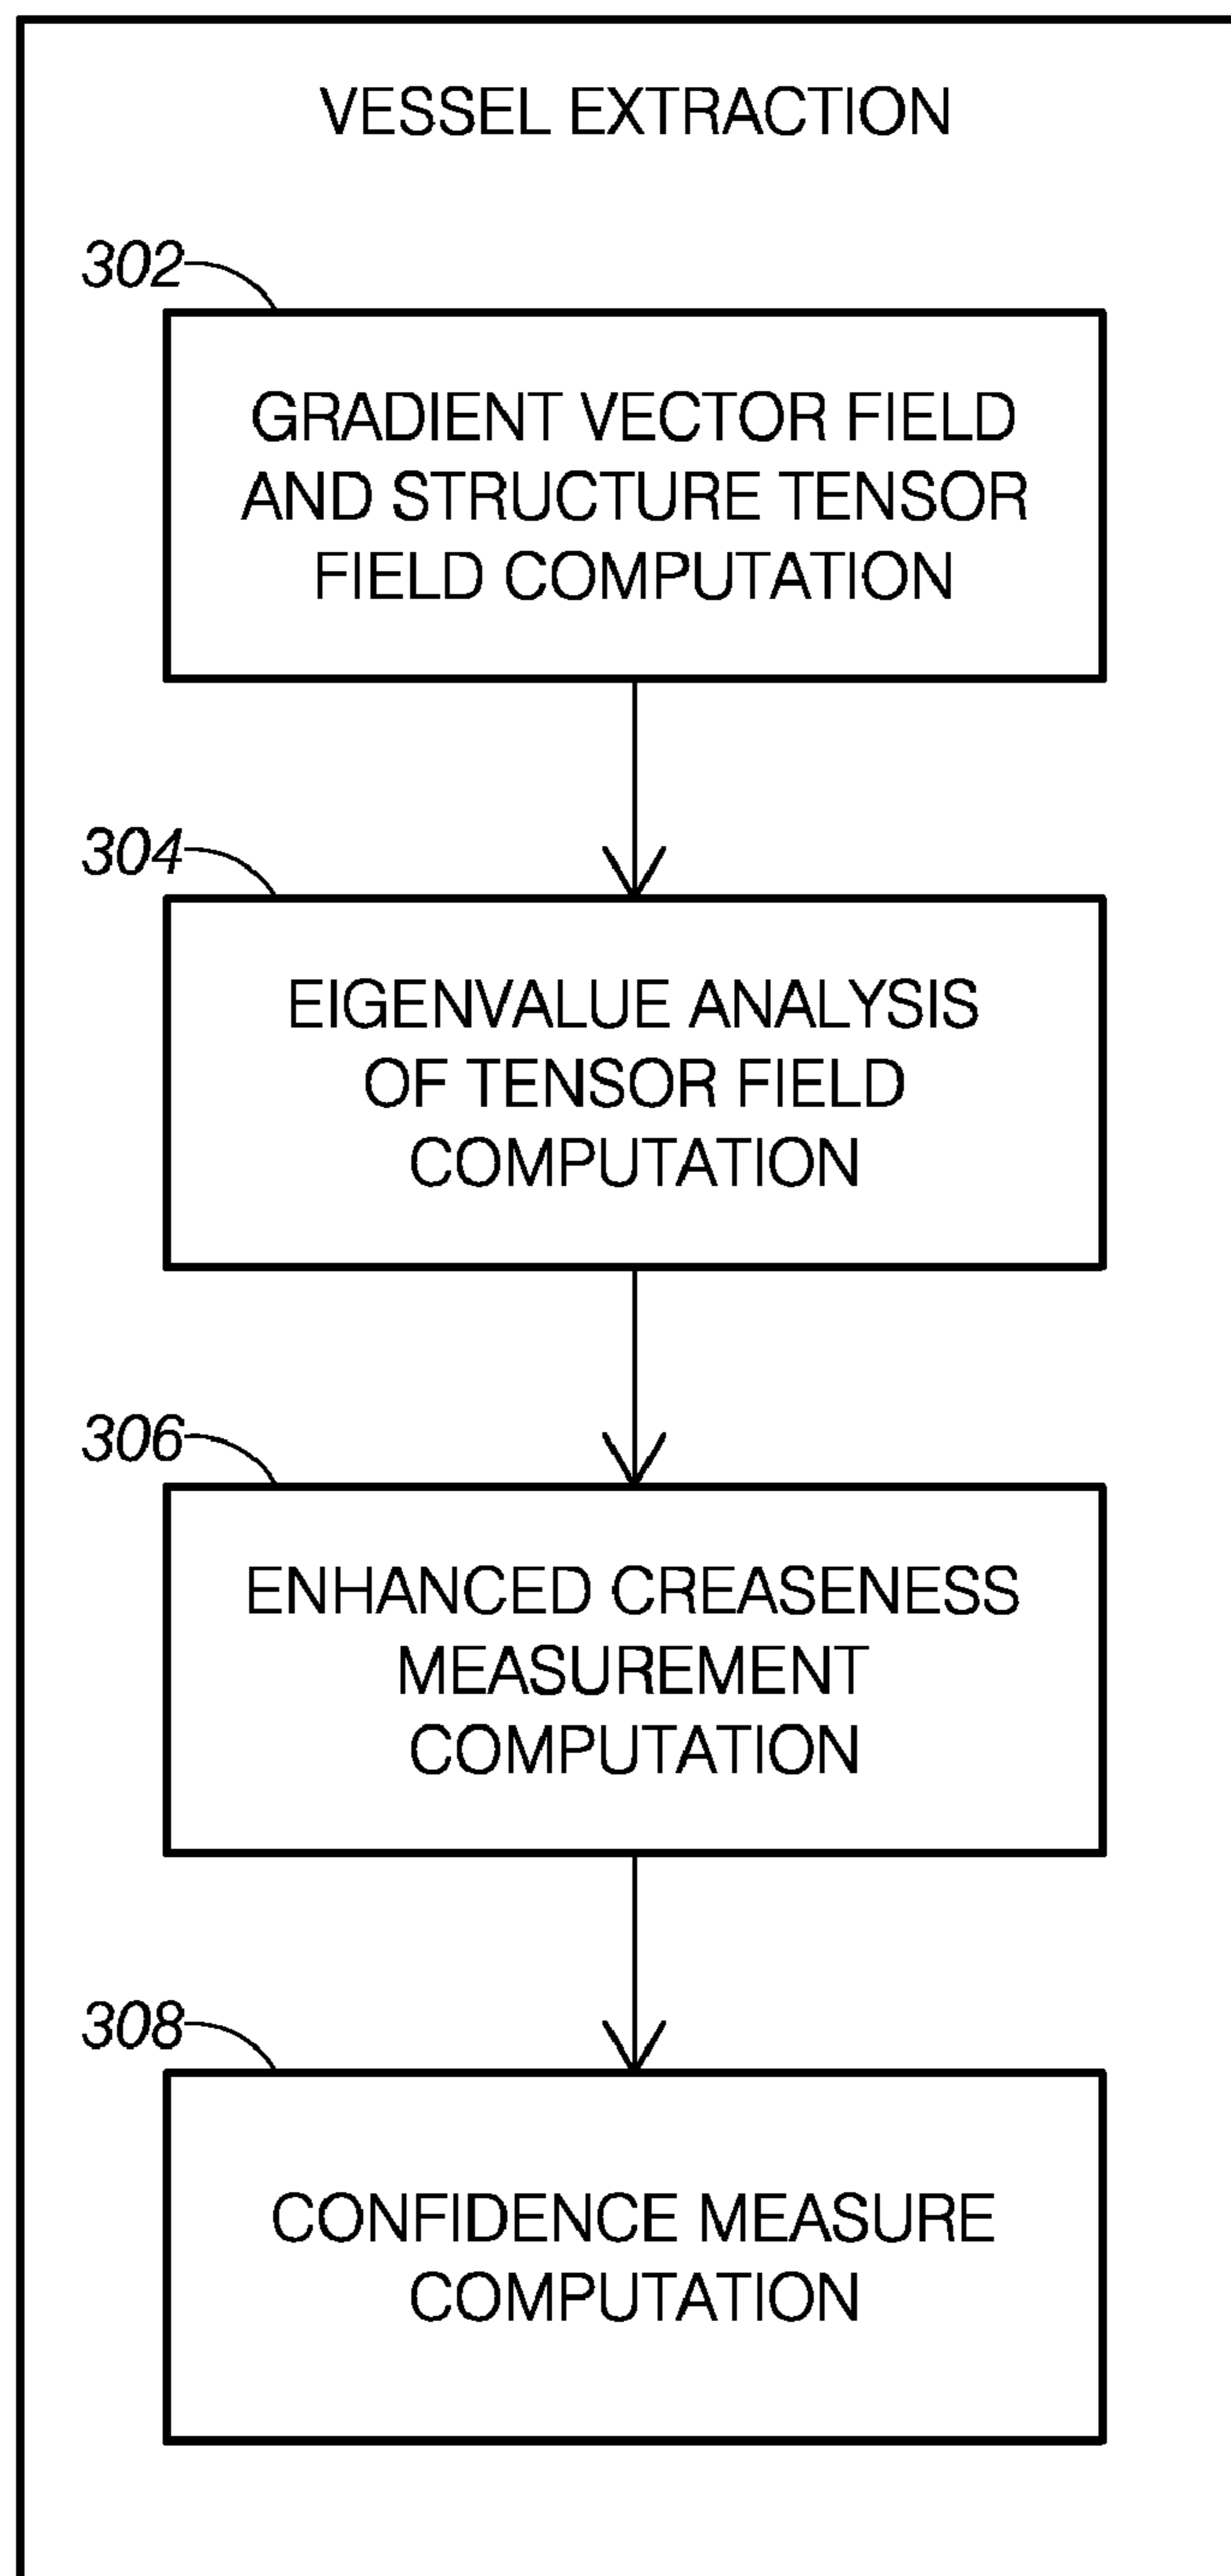 VESSEL EXTRACTION
302
GRADIENT VECTOR FIELD
AND STRUCTURE TENSOR
FIELD COMPUTATION
304
EIGENVALUE ANALYSIS
OF TENSOR FIELD
COMPUTATION
306
ENHANCED CREASENESS
MEASUREMENT
COMPUTATION
308
CONFIDENCE MEASURE
COMPUTATION